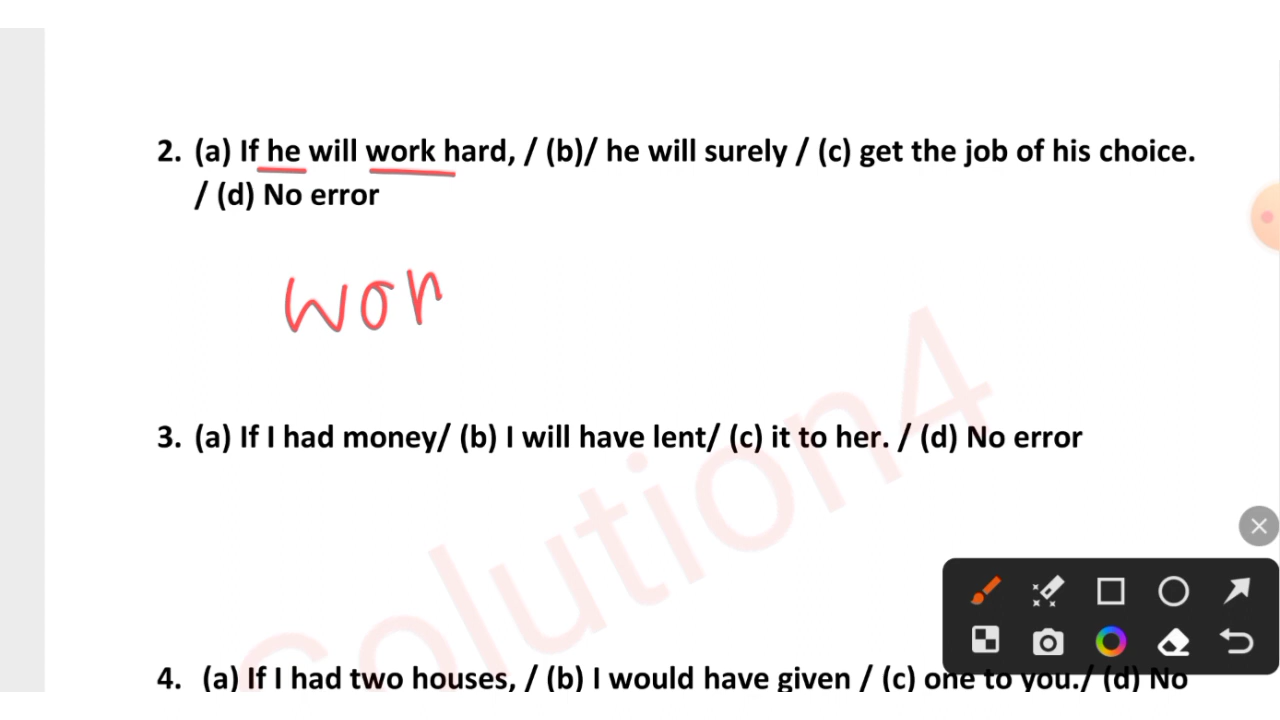 2. (a) If he will work hard, / (b)/ he will surely / (c) get the job of his choice.
/ (d) No error
wor
3. (a) If I had money/ (b) I will have lent/ (c) it to her. / (d) No error
solution4
4. (a) If I had two houses, / (b) I would have given / (c) one to you./ (d) No